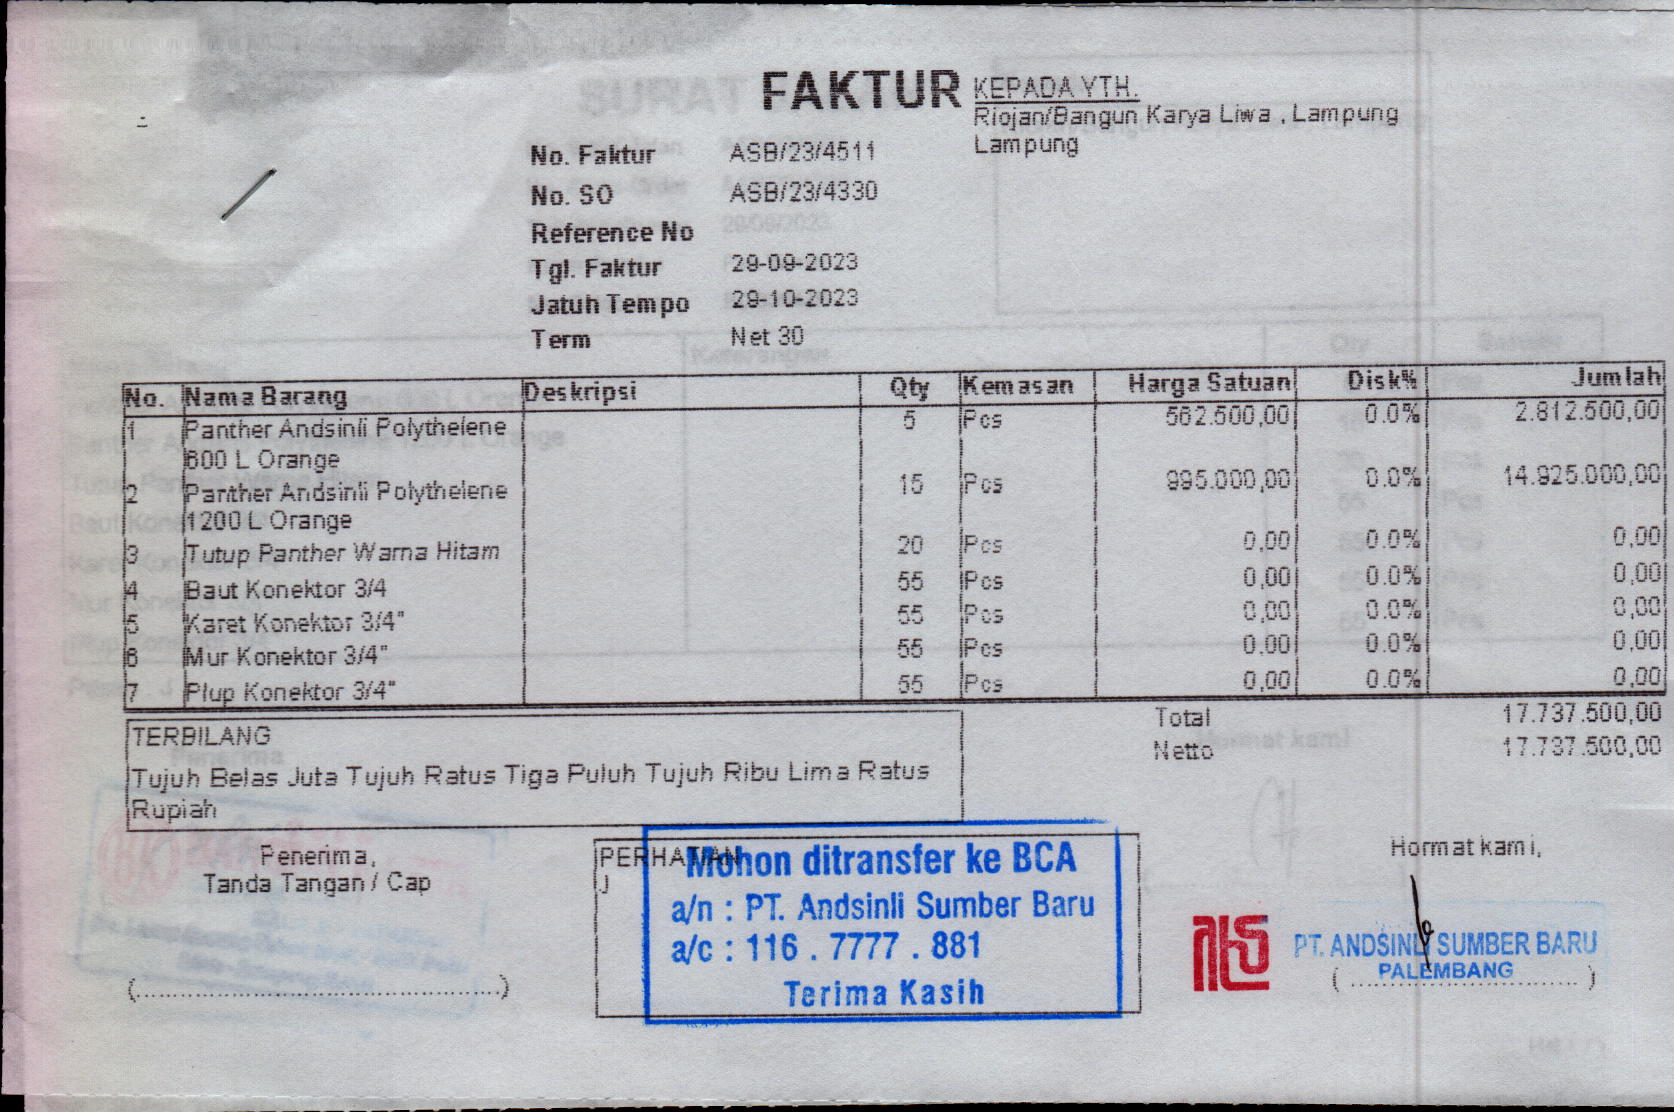 FAKTUR
KEPADA YTH.
Riojan/Bangun Karya Liwa , Lampung
Lampung
No. Faktur ASB/23/4511
No. SO ASB/23/4330
Reference No
Tgl. Faktur 29-09-2023
Jatuh Tempo 29-10-2023
Term Net 30
No. Nama Barang Deskripsi Qty Kemasan Harga Satuan Disk% Jumlah
1 Panther Andsinli Polythelene 5 Pcs 562.500,00 0.0% 2.812.500,00
600 L Orange
2 Panther Andsinli Polythelene 15 Pcs 995.000,00 0.0% 14.925.000,00
1200 L Orange
3 Tutup Panther Warna Hitam 20 Pcs 0,00 0.0% 0,00
4 Baut Konektor 3/4 55 Pcs 0,00 0.0% 0,00
5 Karet Konektor 3/4" 55 Pcs 0,00 0.0% 0,00
6 Mur Konektor 3/4" 55 Pcs 0,00 0.0% 0,00
7 Plup Konektor 3/4" 55 Pcs 0,00 0.0% 0,00
Total 17.737.500,00
Netto 17.737.500,00
TERBILANG
Tujuh Belas Juta Tujuh Ratus Tiga Puluh Tujuh Ribu Lima Ratus
Rupiah
Penerima,
Tanda Tangan / Cap
(..............................................)
PERHATIAN
J
Mohon ditransfer ke BCA
a/n : PT. Andsinli Sumber Baru
a/c : 116 . 7777 . 881
Terima Kasih
Hormat kami,
PT. ANDSINLI SUMBER BARU
PALEMBANG
( ............................ )